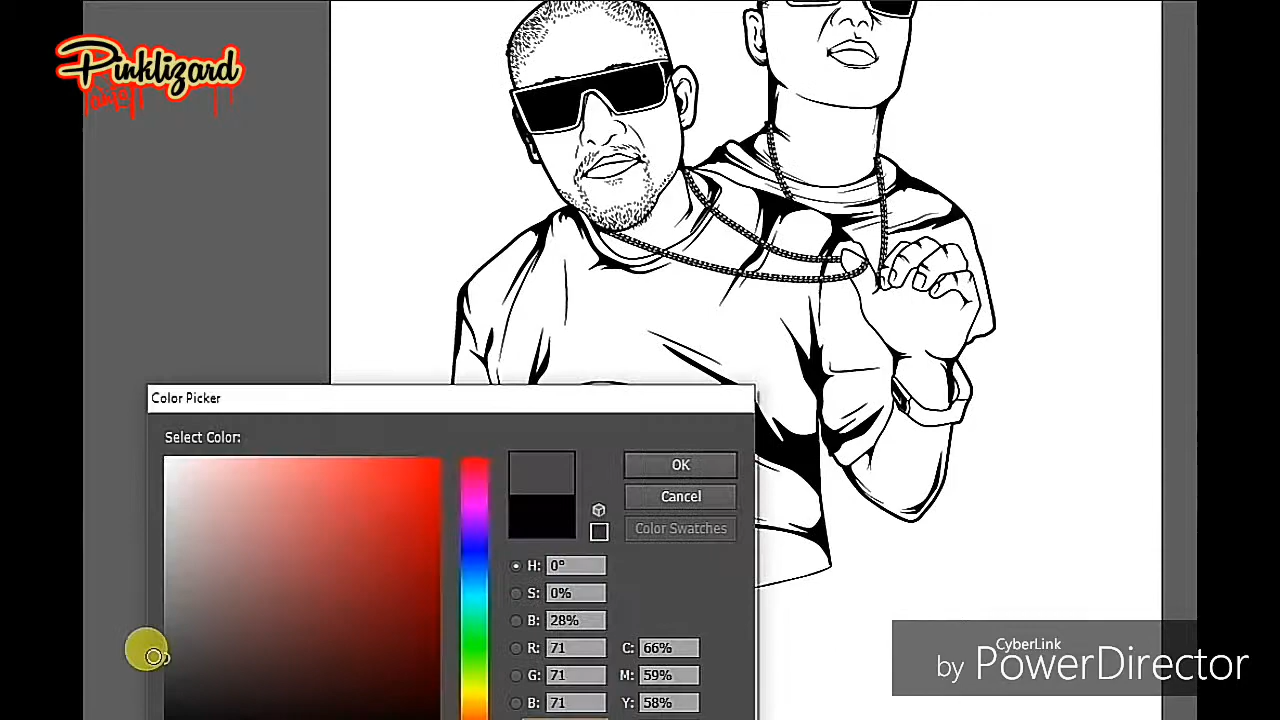 Pinklizard
Color Picker
Select Color:
OK
Cancel
Color Swatches
H: 0°
S: 0%
B: 28%
R: 71
C: 66%
G: 71
M: 59%
B: 71
Y: 58%
CyberLink
by PowerDirector